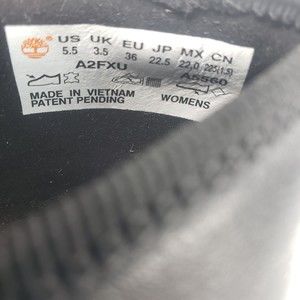 US UK EU JP MX CN
5.5 3.5 36 22.5 22.0 225(1.5)
A2FXU A5560
MADE IN VIETNAM
PATENT PENDING WOMENS